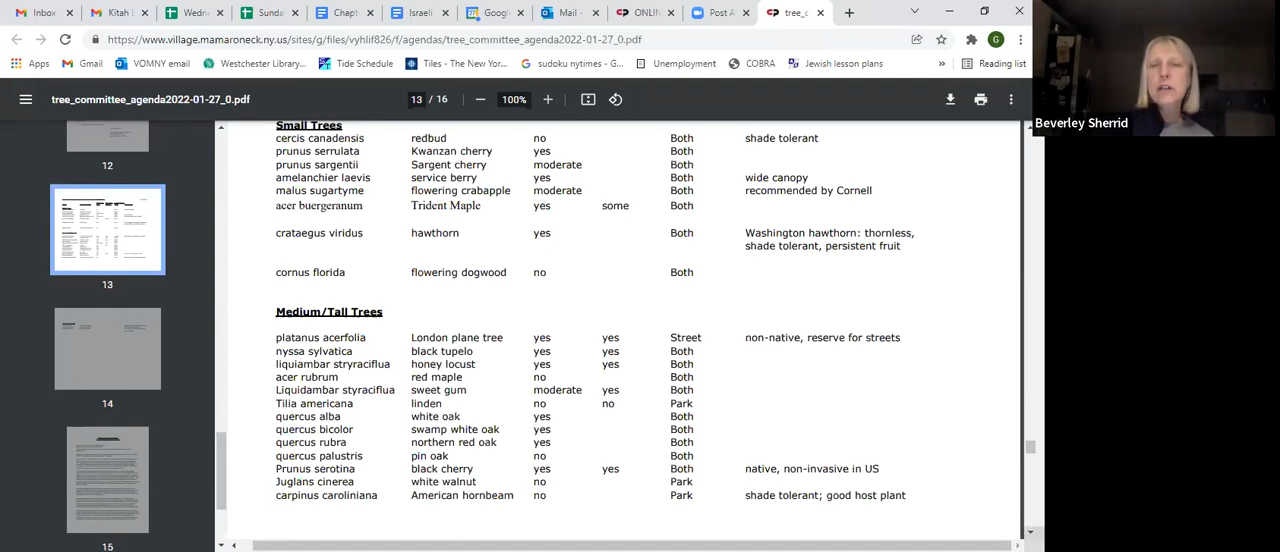 Inbox Kitah Wedn Sunda Chapt Israeli Googl Mail - ONLIN Post A tree_c
https://www.village.mamaroneck.ny.us/sites/g/files/vyhlif826/f/agendas/tree_committee_agenda2022-01-27_0.pdf
Apps Gmail VOMNY email Westchester Library... Tide Schedule Tiles - The New York... sudoku nytimes - G... Unemployment COBRA Jewish lesson plans » Reading list
tree_committee_agenda2022-01-27_0.pdf 13 / 16 100%
Beverley Sherrid
12
13
14
15
Small Trees
cercis canadensis redbud no Both shade tolerant
prunus serrulata Kwanzan cherry yes Both
prunus sargentii Sargent cherry moderate Both
amelanchier laevis service berry yes Both wide canopy
malus sugartyme flowering crabapple moderate Both recommended by Cornell
acer buergeranum Trident Maple yes some Both
crataegus viridus hawthorn yes Both Washington hawthorn: thornless,
shade tolerant, persistent fruit
cornus florida flowering dogwood no Both
Medium/Tall Trees
platanus acerfolia London plane tree yes yes Street non-native, reserve for streets
nyssa sylvatica black tupelo yes yes Both
liquiambar stryraciflua honey locust yes yes Both
acer rubrum red maple no Both
Liquidambar styraciflua sweet gum moderate yes Both
Tilia americana linden no no Park
quercus alba white oak yes Both
quercus bicolor swamp white oak yes Both
quercus rubra northern red oak yes Both
quercus palustris pin oak no Both
Prunus serotina black cherry yes yes Both native, non-invasive in US
Juglans cinerea white walnut no Park
carpinus caroliniana American hornbeam no Park shade tolerant; good host plant